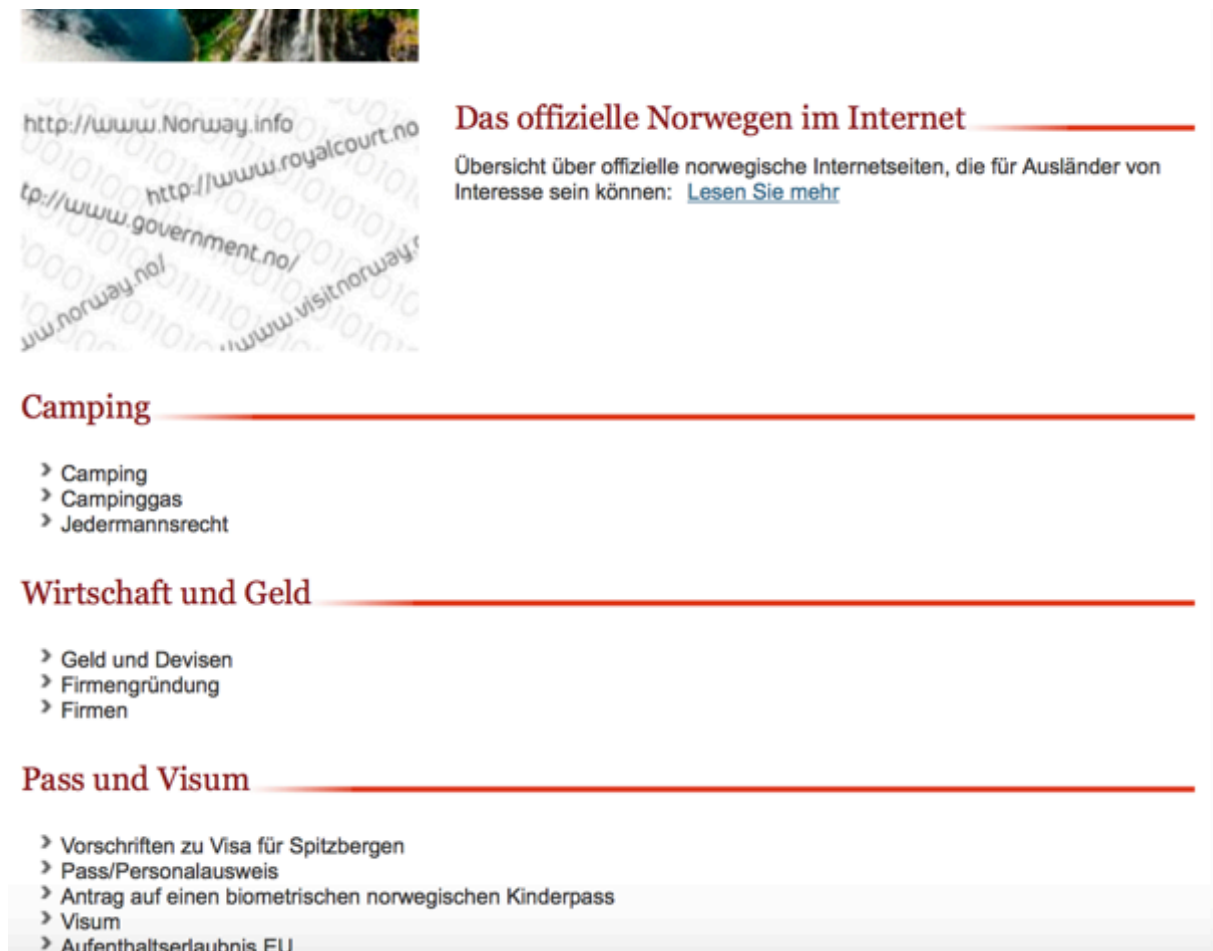 http://www.Norway.info
http://www.royalcourt.no
tp://www.government.no/
ww.norway.no/
/www.visitnorway.
Das offizielle Norwegen im Internet
Übersicht über offizielle norwegische Internetseiten, die für Ausländer von
Interesse sein können: Lesen Sie mehr
Camping
Camping
Campinggas
Jedermannsrecht
Wirtschaft und Geld
Geld und Devisen
Firmengründung
Firmen
Pass und Visum
Vorschriften zu Visa für Spitzbergen
Pass/Personalausweis
Antrag auf einen biometrischen norwegischen Kinderpass
Visum
Aufenthaltserlaubnis EU